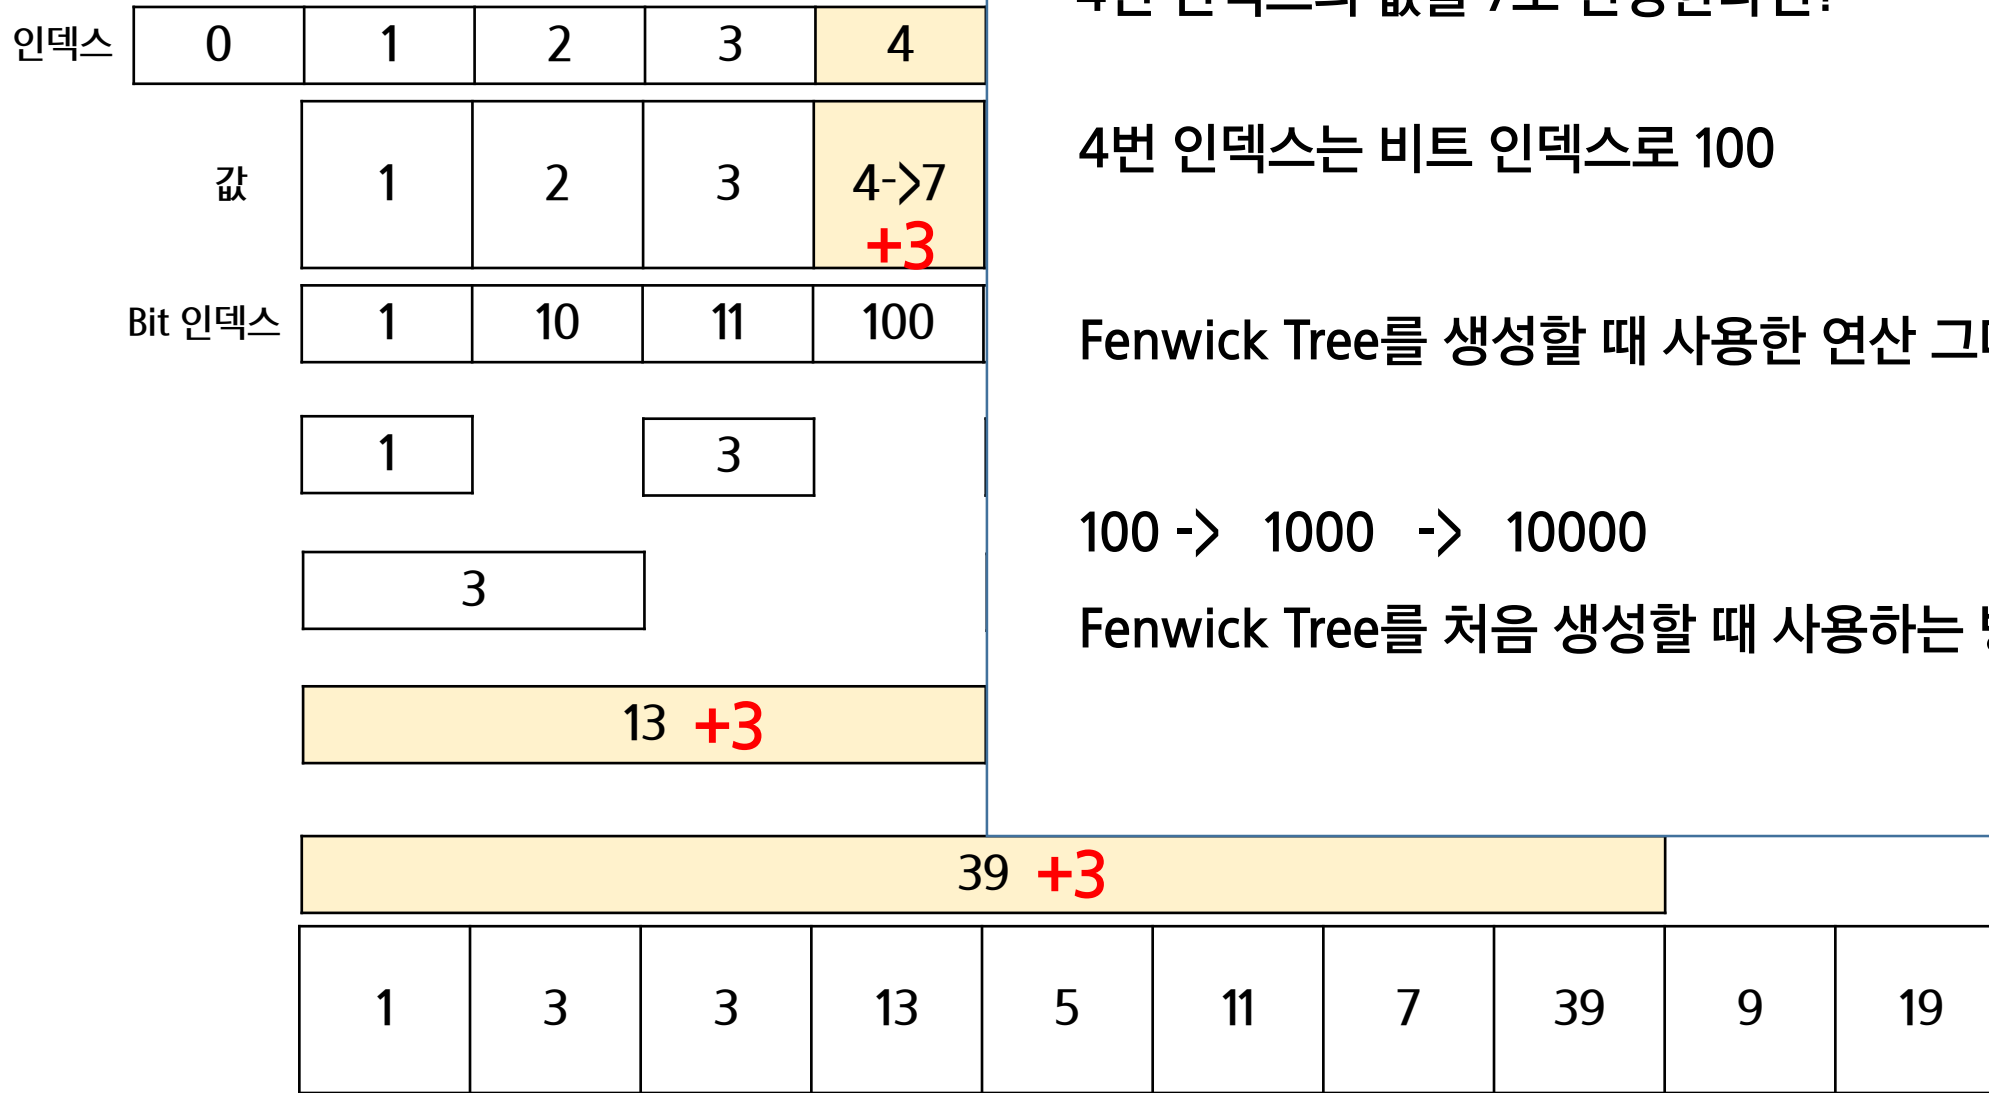 인덱스 0 1 2 3 4
4번 인덱스는 비트 인덱스로 100
값 1 2 3 4->7
+3
Bit 인덱스 1 10 11 100
Fenwick Tree를 생성할 때 사용한 연산
1 3
100 -> 1000 -> 10000
3
Fenwick Tree를 처음 생성할 때 사용하는
13 +3
39 +3
1 3 3 13 5 11 7 39 9 19